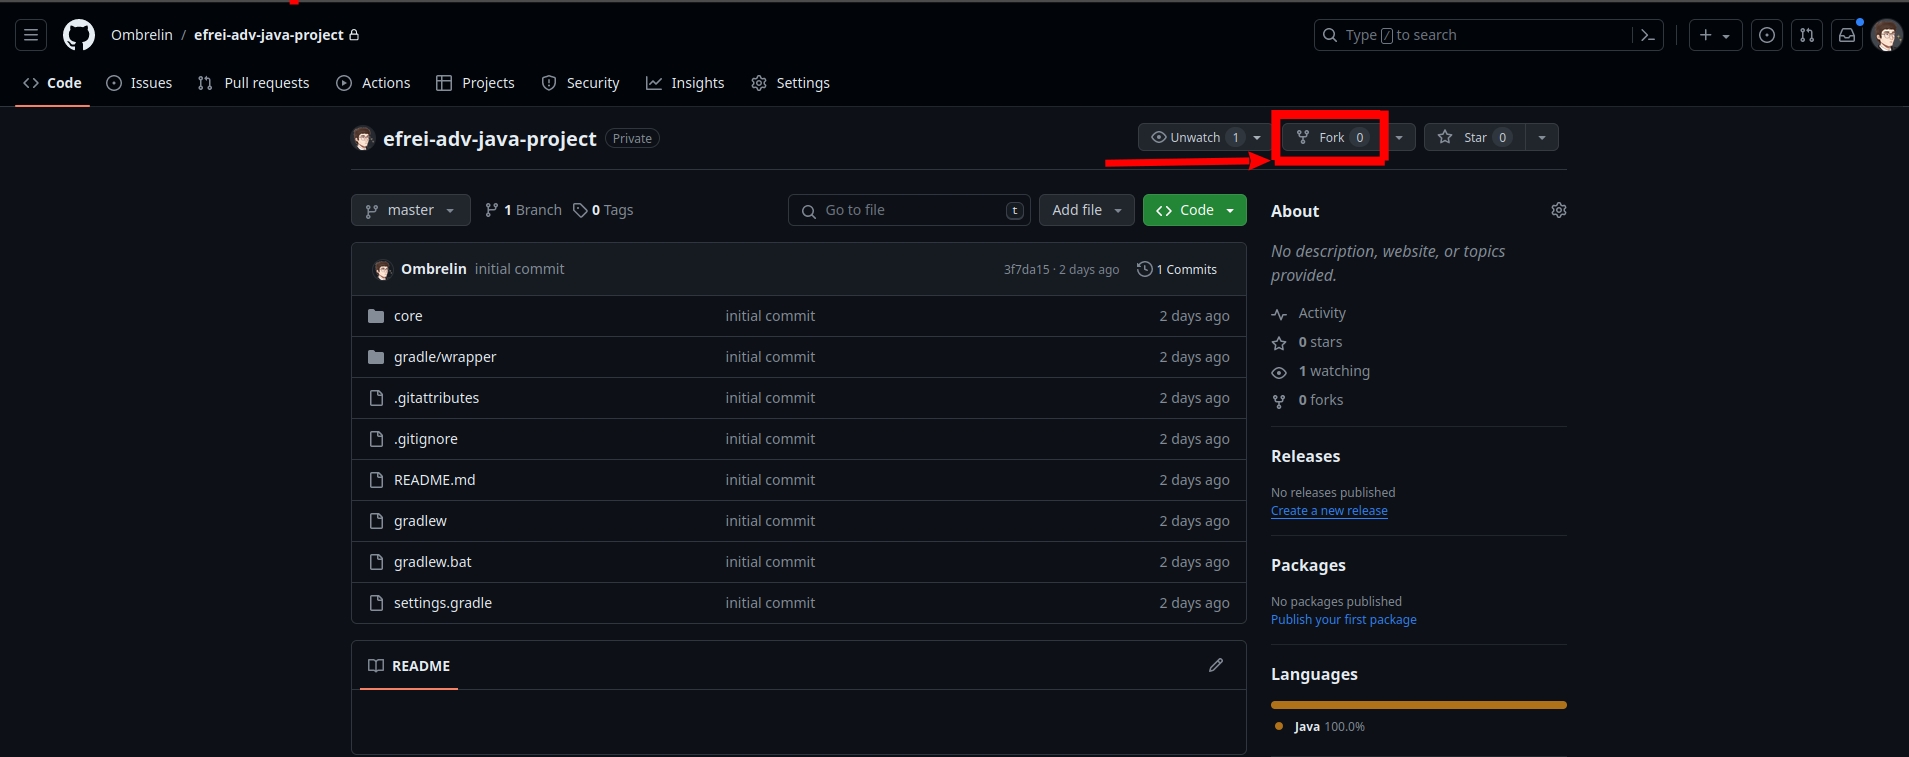 Ombrelin / efrei-adv-java-project
Type / to search
Code Issues Pull requests Actions Projects Security Insights Settings
efrei-adv-java-project Private
Unwatch 1 Fork 0 Star 0
master 1 Branch 0 Tags Go to file t Add file Code
Ombrelin initial commit 3f7da15 · 2 days ago 1 Commits
core initial commit 2 days ago
gradle/wrapper initial commit 2 days ago
.gitattributes initial commit 2 days ago
.gitignore initial commit 2 days ago
README.md initial commit 2 days ago
gradlew initial commit 2 days ago
gradlew.bat initial commit 2 days ago
settings.gradle initial commit 2 days ago
README
About
No description, website, or topics
provided.
Activity
0 stars
1 watching
0 forks
Releases
No releases published
Create a new release
Packages
No packages published
Publish your first package
Languages
Java 100.0%